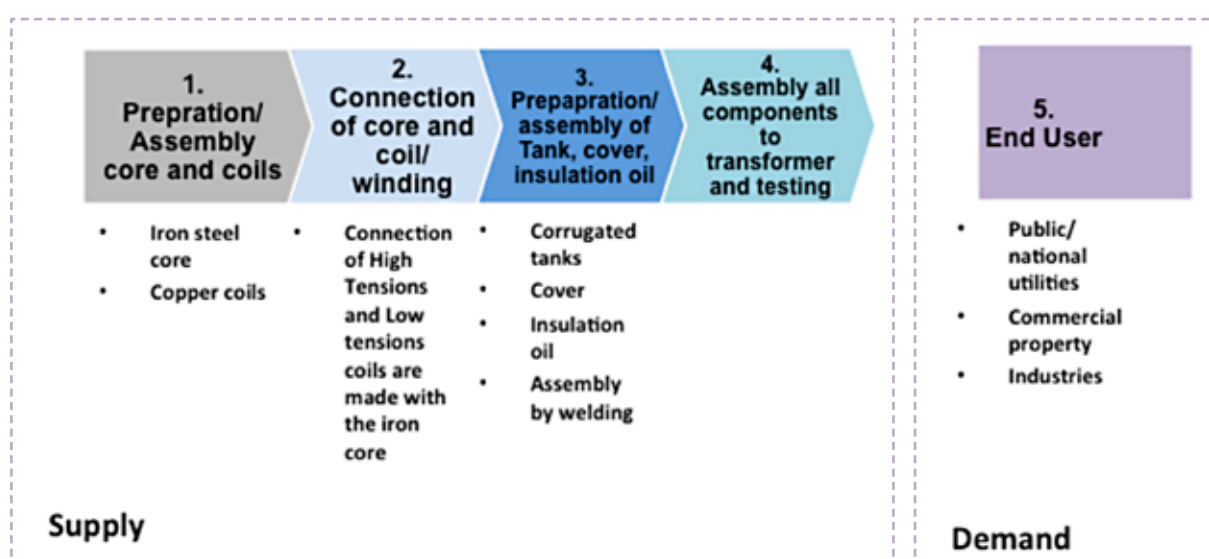 1.
Prepration/
Assembly
core and coils
2.
Connection
of core and
coil/
winding
3.
Prepapration/
assembly of
Tank, cover,
insulation oil
4.
Assembly all
components
to
transformer
and testing
5.
End User
• Iron steel
core
• Copper coils
• Connection
of High
Tensions
and Low
tensions
coils are
made with
the iron
core
• Corrugated
tanks
• Cover
• Insulation
oil
• Assembly
by welding
• Public/
national
utilities
• Commercial
property
• Industries
Supply
Demand